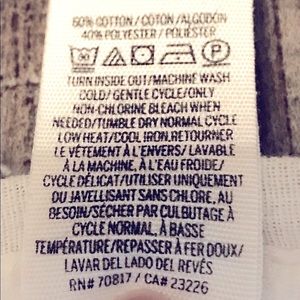 60% COTTON / COTON / ALGODON
40% POLYESTER / POLIESTER
TURN INSIDE OUT/MACHINE WASH
COLD/ GENTLE CYCLE/ONLY
NON-CHLORINE BLEACH WHEN
NEEDED/TUMBLE DRY NORMAL CYCLE
LOW HEAT/ COOL IRON.RETOURNER
LE VÊTEMENT À L'ENVERS/ LAVABLE
À LA MACHINE, À L'EAU FROIDE/
CYCLE DÉLICAT/UTILISER UNIQUEMENT
DU JAVELLISANT SANS CHLORE, AU
BESOIN/SÉCHER PAR CULBUTAGE À
CYCLE NORMAL, À BASSE
TEMPÉRATURE/REPASSER À FER DOUX/
LAVAR DEL LADO DEL REVÉS
RN# 70817 / CA# 23226